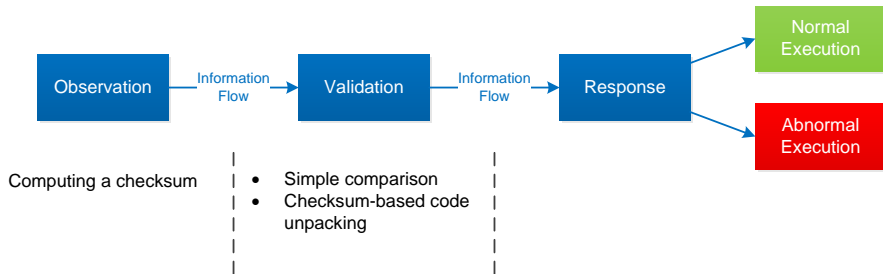 Observation
Information
Flow
Validation
Information
Flow
Response
Normal
Execution
Abnormal
Execution
Computing a checksum
• Simple comparison
• Checksum-based code
unpacking